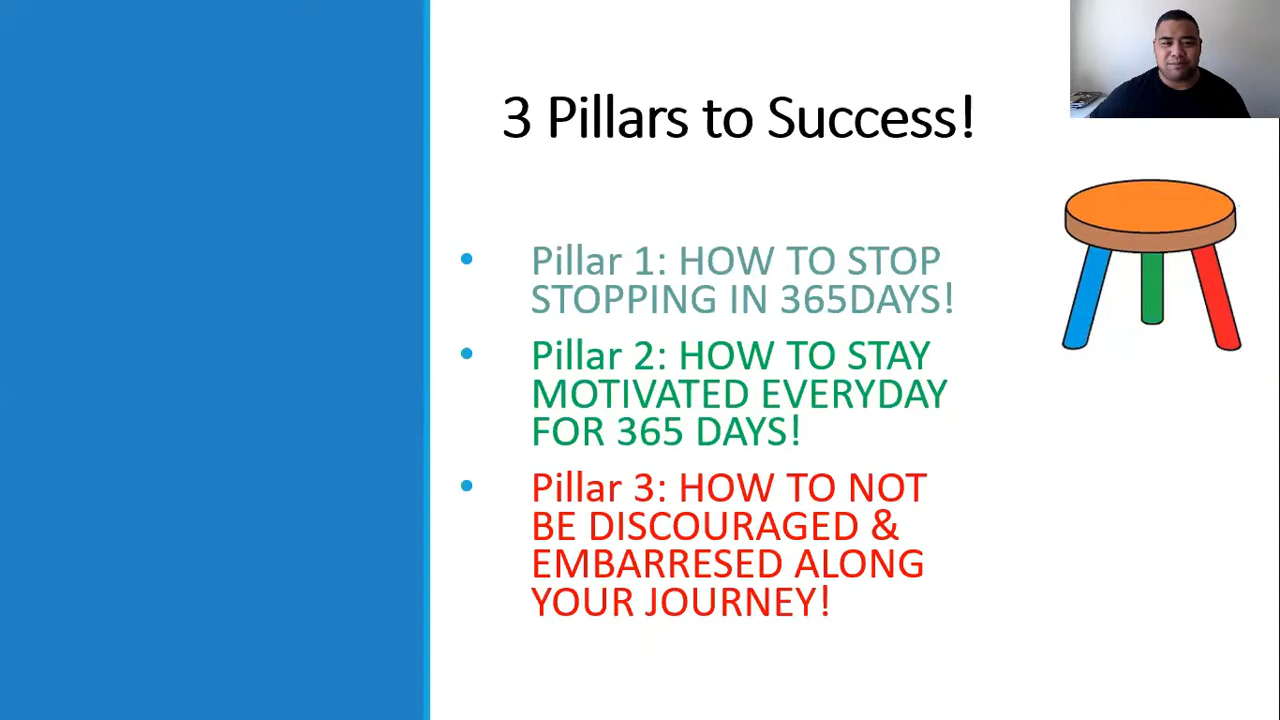 3 Pillars to Success!
• Pillar 1: HOW TO STOP
STOPPING IN 365DAYS!
• Pillar 2: HOW TO STAY
MOTIVATED EVERYDAY
FOR 365 DAYS!
• Pillar 3: HOW TO NOT
BE DISCOURAGED &
EMBARRESED ALONG
YOUR JOURNEY!